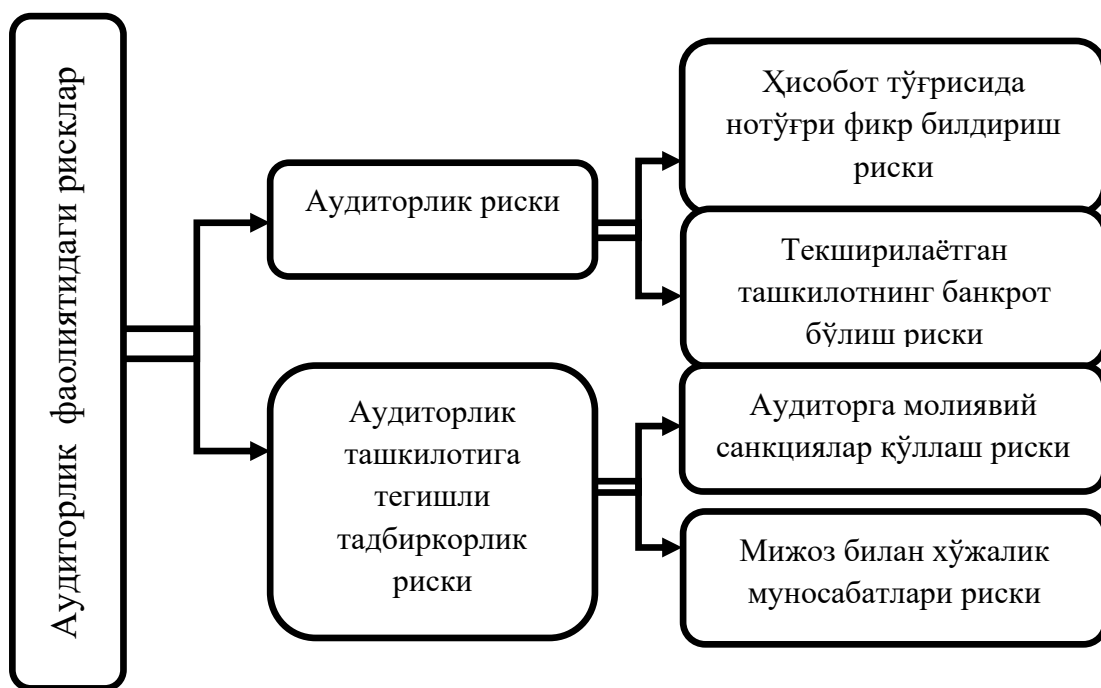 Аудиторлик фаолиятидаги рисклар
Аудиторлик риски
Ҳисобот тўғрисида
нотўғри фикр билдириш
риски
Текширилаётган
ташкилотнинг банкрот
бўлиш риски
Аудиторлик
ташкилотига
тегишли
тадбиркорлик
риски
Аудиторга молиявий
санкциялар қўллаш риски
Мижоз билан хўжалик
муносабатлари риски